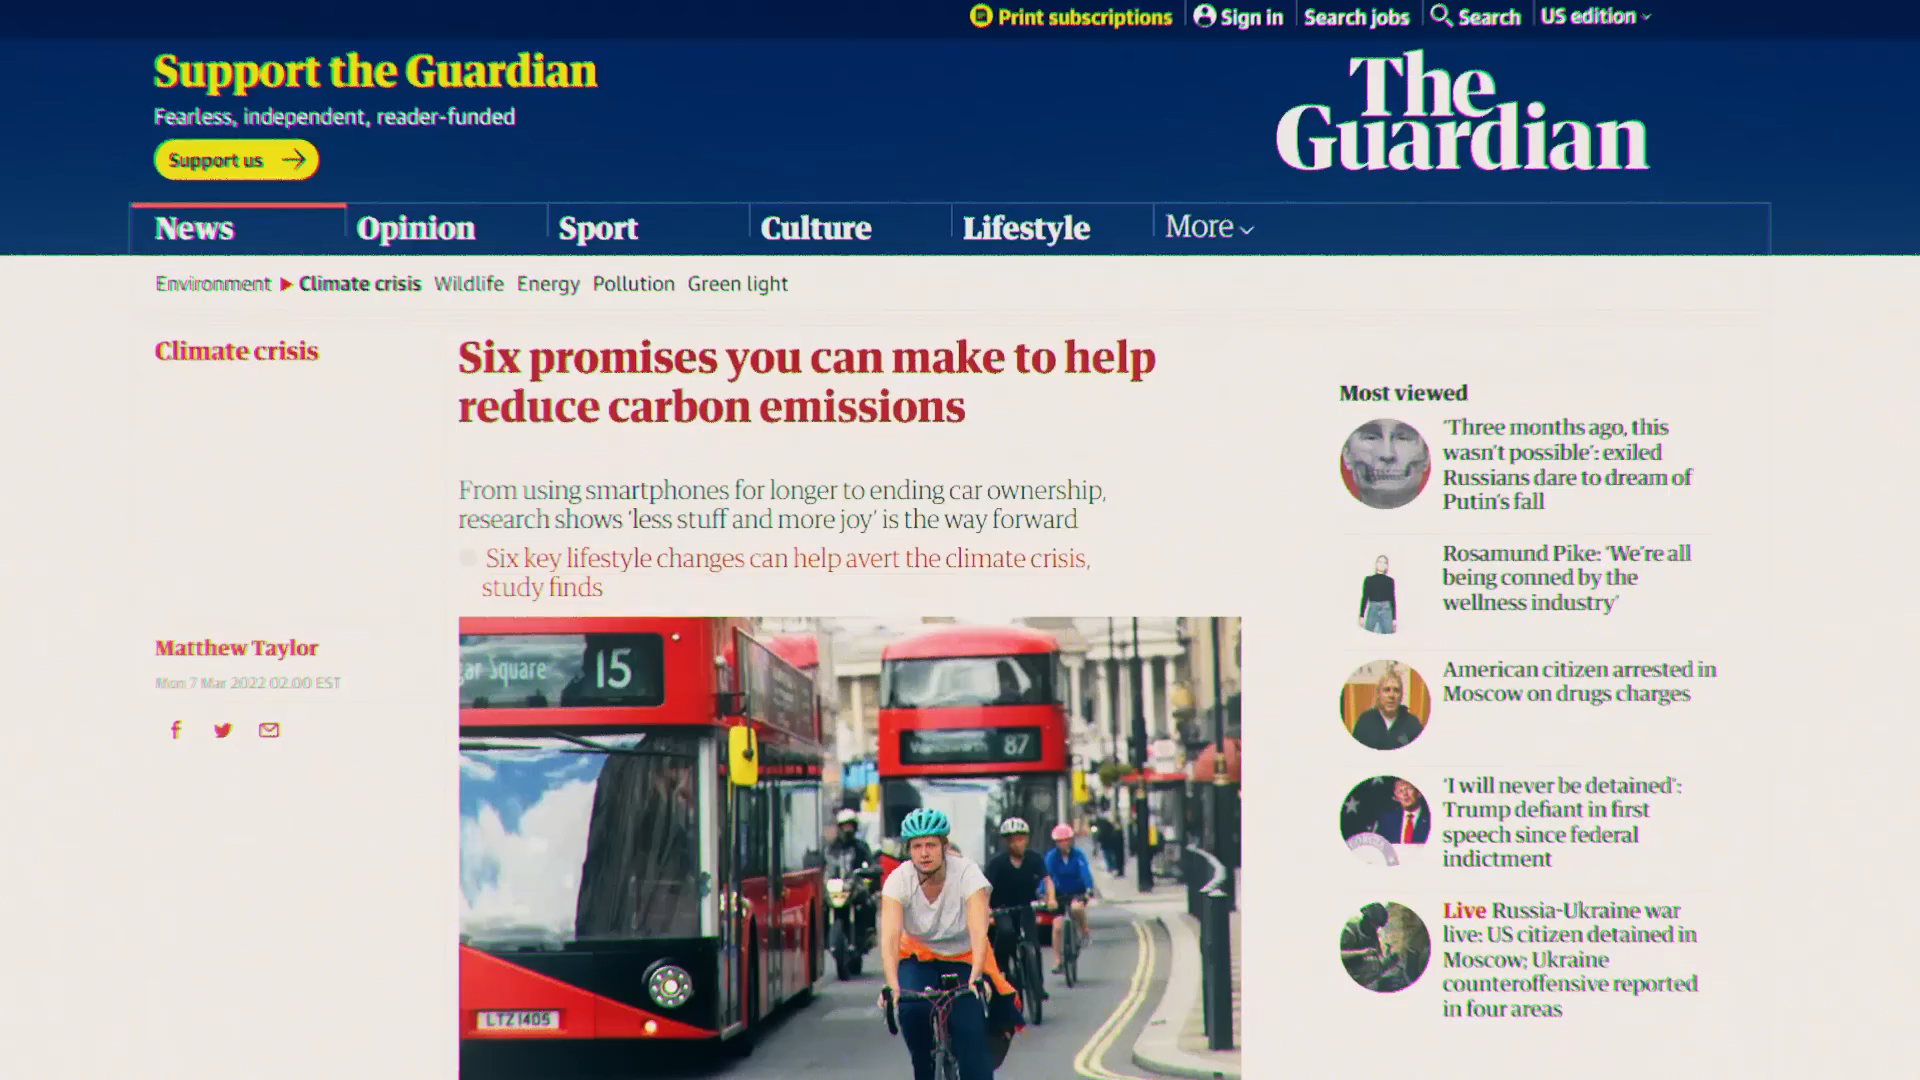 Print subscriptions
Sign in
Search jobs
Search
US edition
Support the Guardian
Fearless, independent, reader-funded
Support us
The
Guardian
News
Opinion
Sport
Culture
Lifestyle
More
Environment
Climate crisis
Wildlife
Energy
Pollution
Green light
Climate crisis
Six promises you can make to help
reduce carbon emissions
From using smartphones for longer to ending car ownership,
research shows ‘less stuff and more joy’ is the way forward
Six key lifestyle changes can help avert the climate crisis,
study finds
Matthew Taylor
Mon 7 Mar 2022 02.00 EST
ar Square 15
87
LTZ 1405
Most viewed
‘Three months ago, this
wasn’t possible’: exiled
Russians dare to dream of
Putin’s fall
Rosamund Pike: ‘We’re all
being conned by the
wellness industry’
American citizen arrested in
Moscow on drugs charges
‘I will never be detained’:
Trump defiant in first
speech since federal
indictment
Live Russia-Ukraine war
live: US citizen detained in
Moscow; Ukraine
counteroffensive reported
in four areas